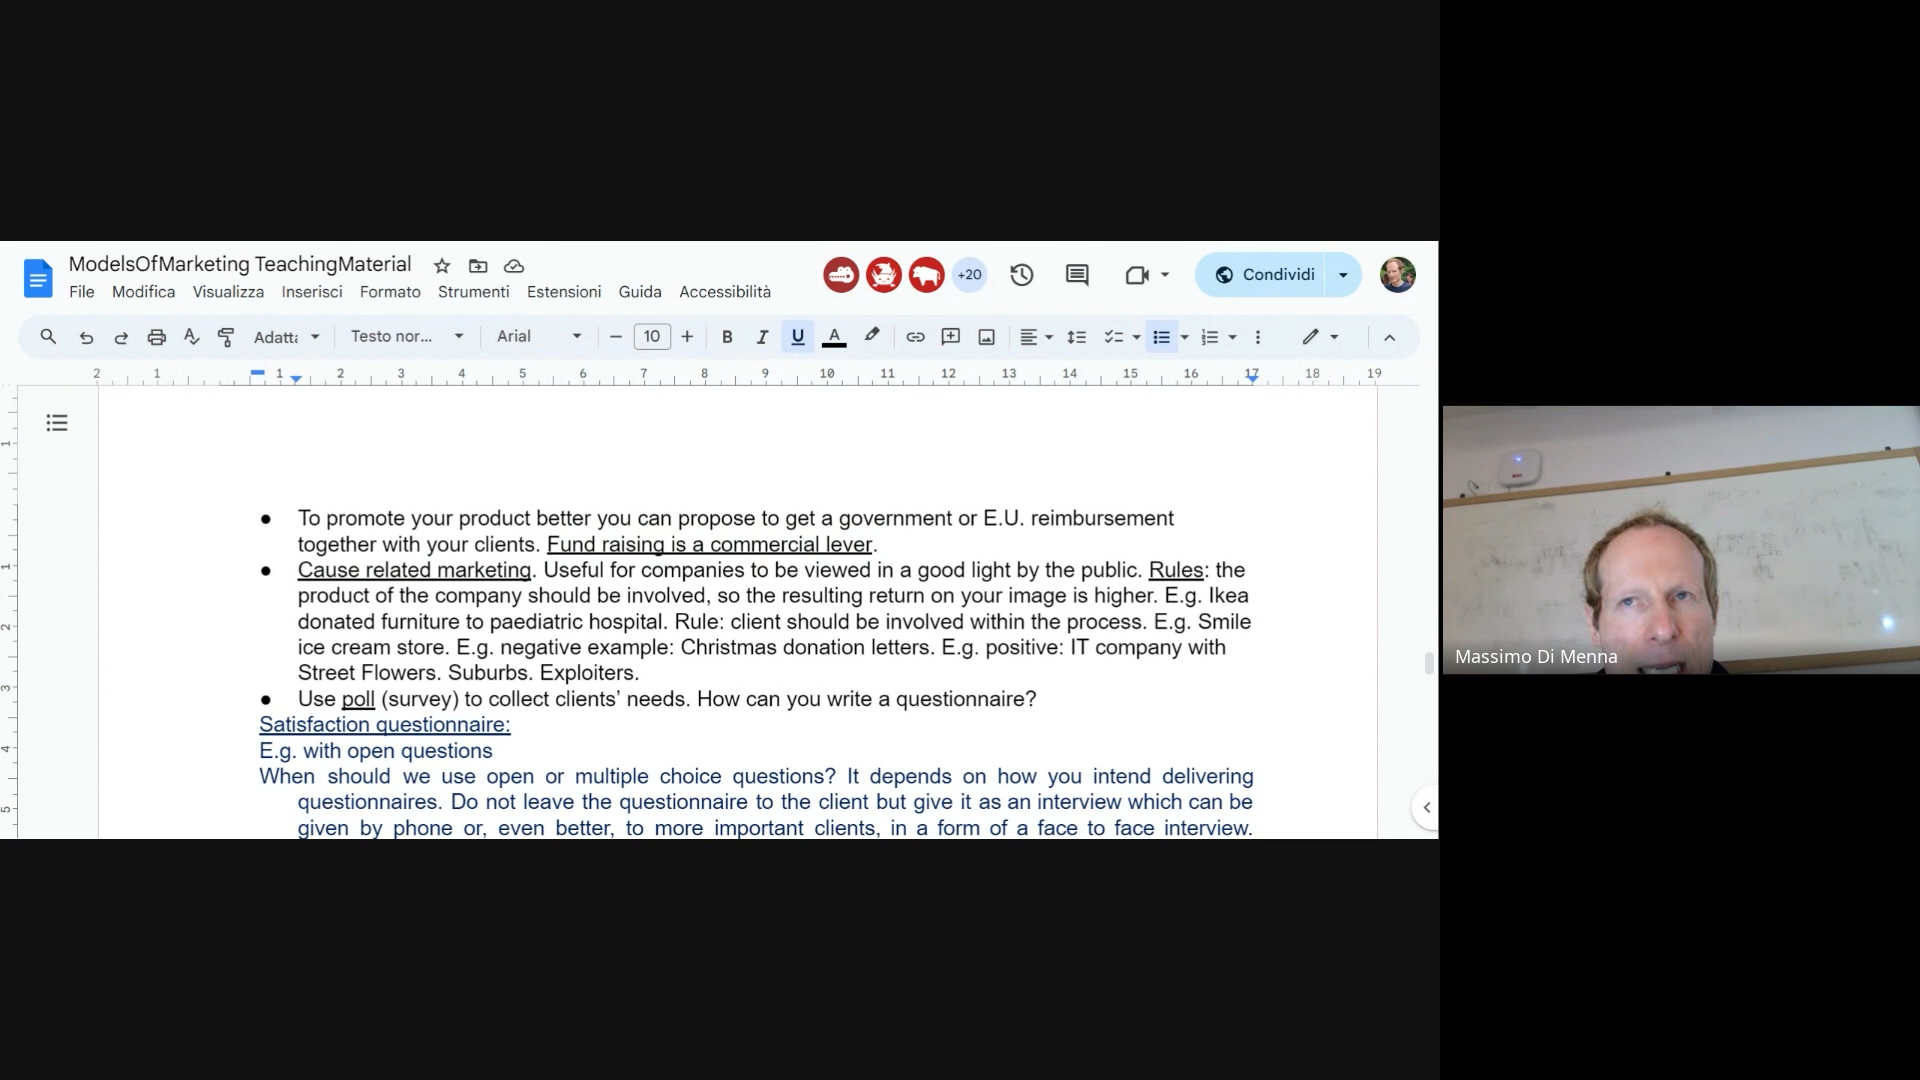 ModelsOfMarketing TeachingMaterial
File Modifica Visualizza Inserisci Formato Strumenti Estensioni Guida Accessibilità
+20
Condividi
Adatta Testo nor... Arial 10 B I U A
2 1 1 2 3 4 5 6 7 8 9 10 11 12 13 14 15 16 17 18 19
1
1
2
3
4
5
● To promote your product better you can propose to get a government or E.U. reimbursement
together with your clients. Fund raising is a commercial lever.
● Cause related marketing. Useful for companies to be viewed in a good light by the public. Rules: the
product of the company should be involved, so the resulting return on your image is higher. E.g. Ikea
donated furniture to paediatric hospital. Rule: client should be involved within the process. E.g. Smile
ice cream store. E.g. negative example: Christmas donation letters. E.g. positive: IT company with
Street Flowers. Suburbs. Exploiters.
● Use poll (survey) to collect clients’ needs. How can you write a questionnaire?
Satisfaction questionnaire:
E.g. with open questions
When should we use open or multiple choice questions? It depends on how you intend delivering
questionnaires. Do not leave the questionnaire to the client but give it as an interview which can be
given by phone or, even better, to more important clients, in a form of a face to face interview.
Massimo Di Menna